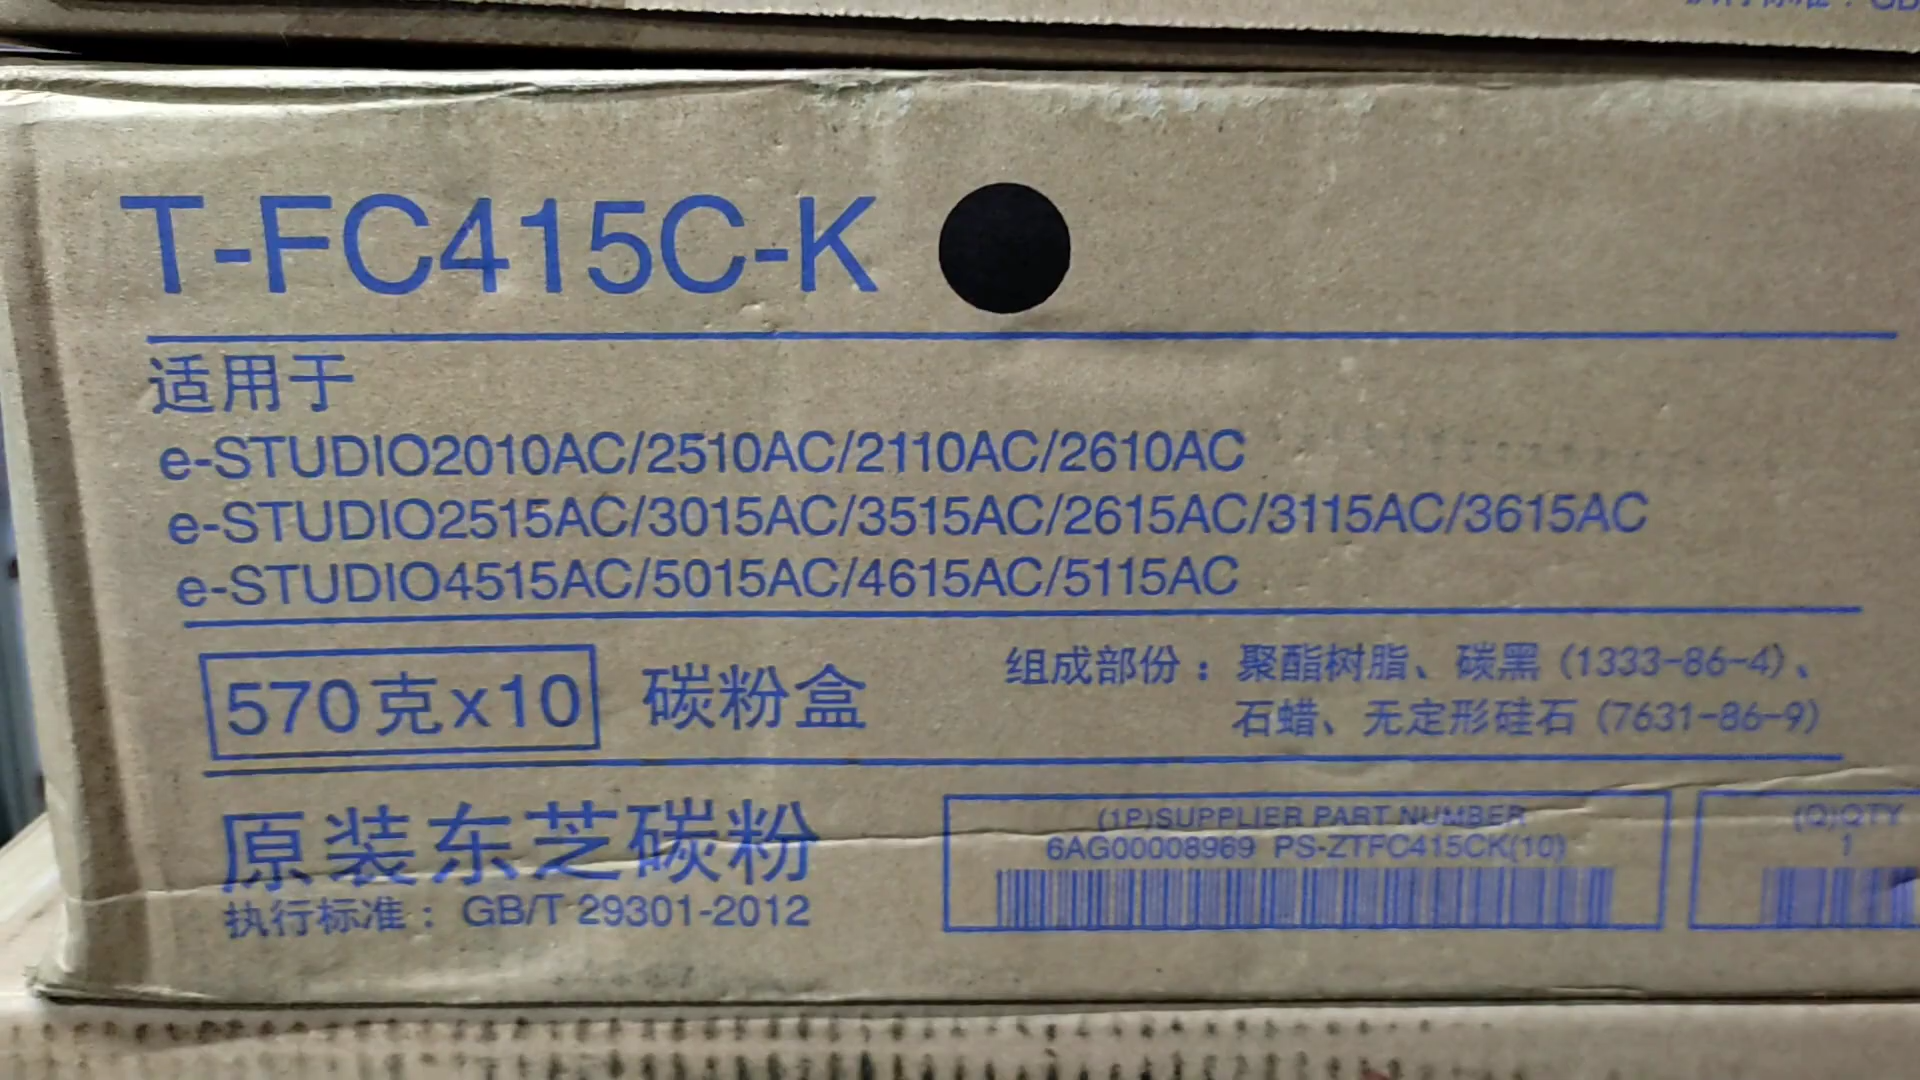 T-FC415C-K
适用于
e-STUDIO2010AC/2510AC/2110AC/2610AC
e-STUDIO2515AC/3015AC/3515AC/2615AC/3115AC/3615AC
e-STUDIO4515AC/5015AC/4615AC/5115AC
570克x10 碳粉盒
组成部份：聚酯树脂、碳黑 (1333-86-4)、
石蜡、无定形硅石 (7631-86-9)
原装东芝碳粉
执行标准：GB/T 29301-2012
(1P)SUPPLIER PART NUMBER
6AG00008969 PS-ZTFC415CK(10)
(Q)QTY
1